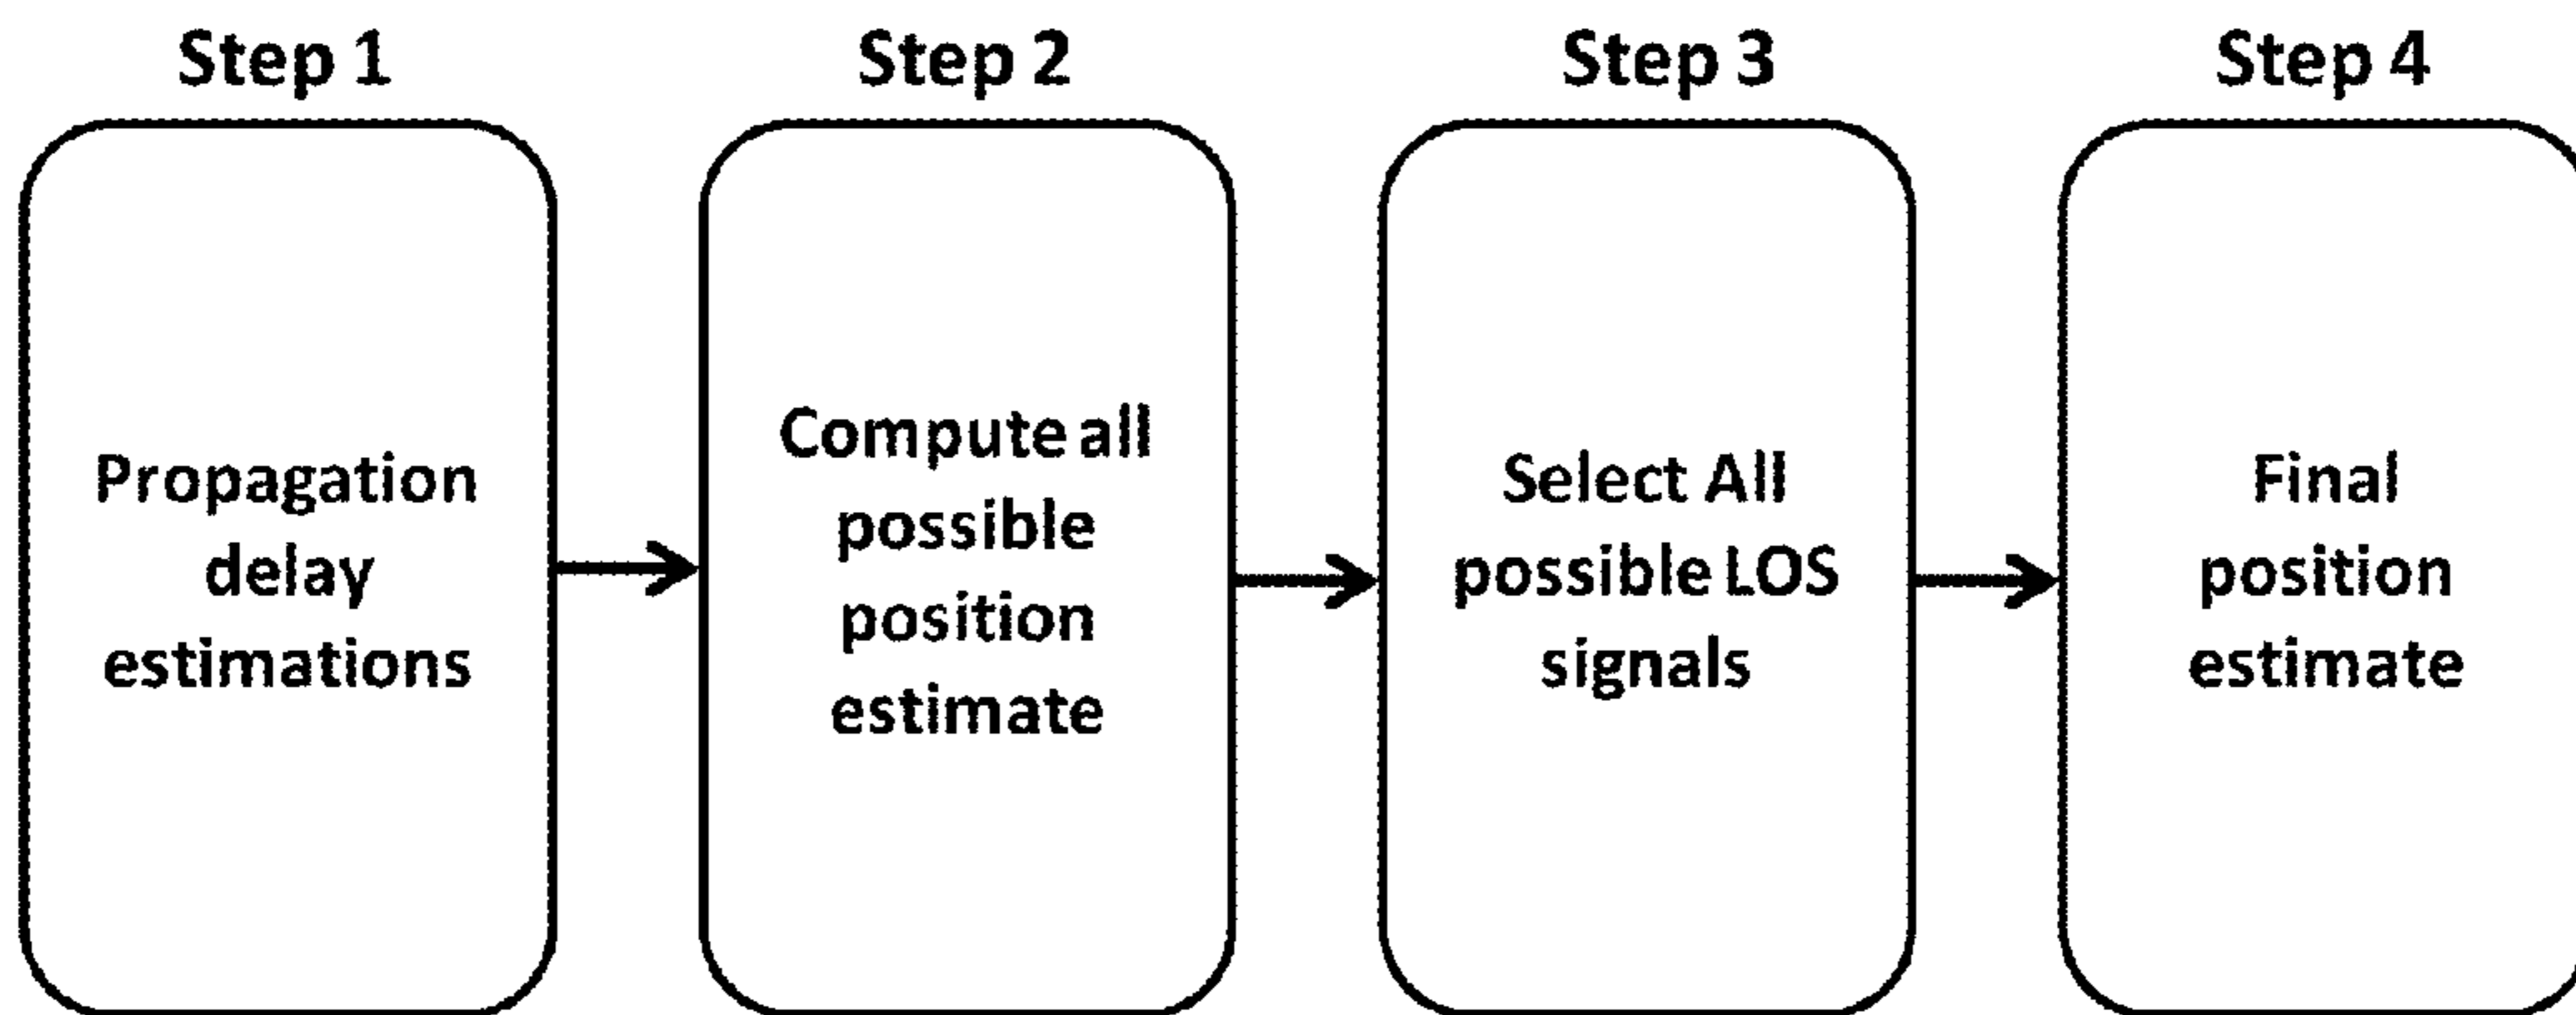 Step 1
Propagation
delay
estimations
Step 2
Compute all
possible
position
estimate
Step 3
Select All
possible LOS
signals
Step 4
Final
position
estimate